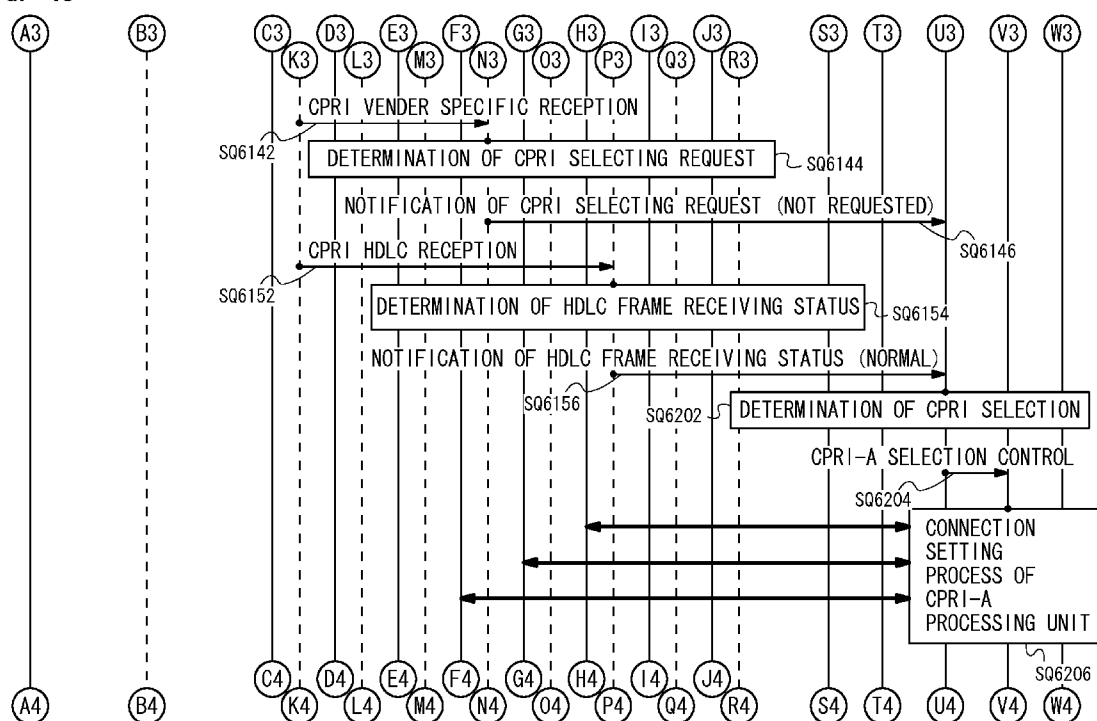 A3 B3 C3 D3 E3 F3 G3 H3 I3 J3 S3 T3 U3 V3 W3
K3 L3 M3 N3 O3 P3 Q3 R3
CPRI VENDER SPECIFIC RECEPTION
SQ6142
DETERMINATION OF CPRI SELECTING REQUEST
SQ6144
NOTIFICATION OF CPRI SELECTING REQUEST (NOT REQUESTED)
SQ6146
CPRI HDLC RECEPTION
SQ6152
DETERMINATION OF HDLC FRAME RECEIVING STATUS
SQ6154
NOTIFICATION OF HDLC FRAME RECEIVING STATUS (NORMAL)
SQ6156
SQ6202
DETERMINATION OF CPRI SELECTION
CPRI-A SELECTION CONTROL
SQ6204
CONNECTION
SETTING
PROCESS OF
CPRI-A
PROCESSING UNIT
SQ6206
C4 D4 E4 F4 G4 H4 I4 J4
A4 B4 K4 L4 M4 N4 O4 P4 Q4 R4 S4 T4 U4 V4 W4